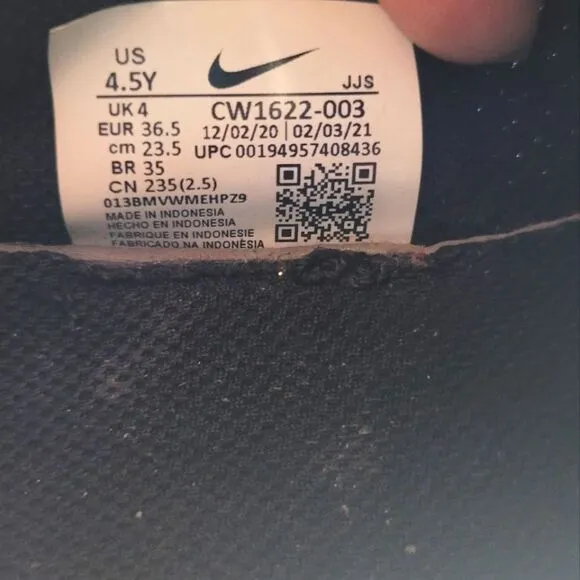 US
4.5Y
JJS
UK 4
CW1622-003
EUR 36.5
12/02/20 | 02/03/21
cm 23.5
UPC 00194957408436
BR 35
CN 235(2.5)
013BMVWMEHPZ9
MADE IN INDONESIA
HECHO EN INDONESIA
FABRIQUE EN INDONESIE
FABRICADO NA INDONÉSIA